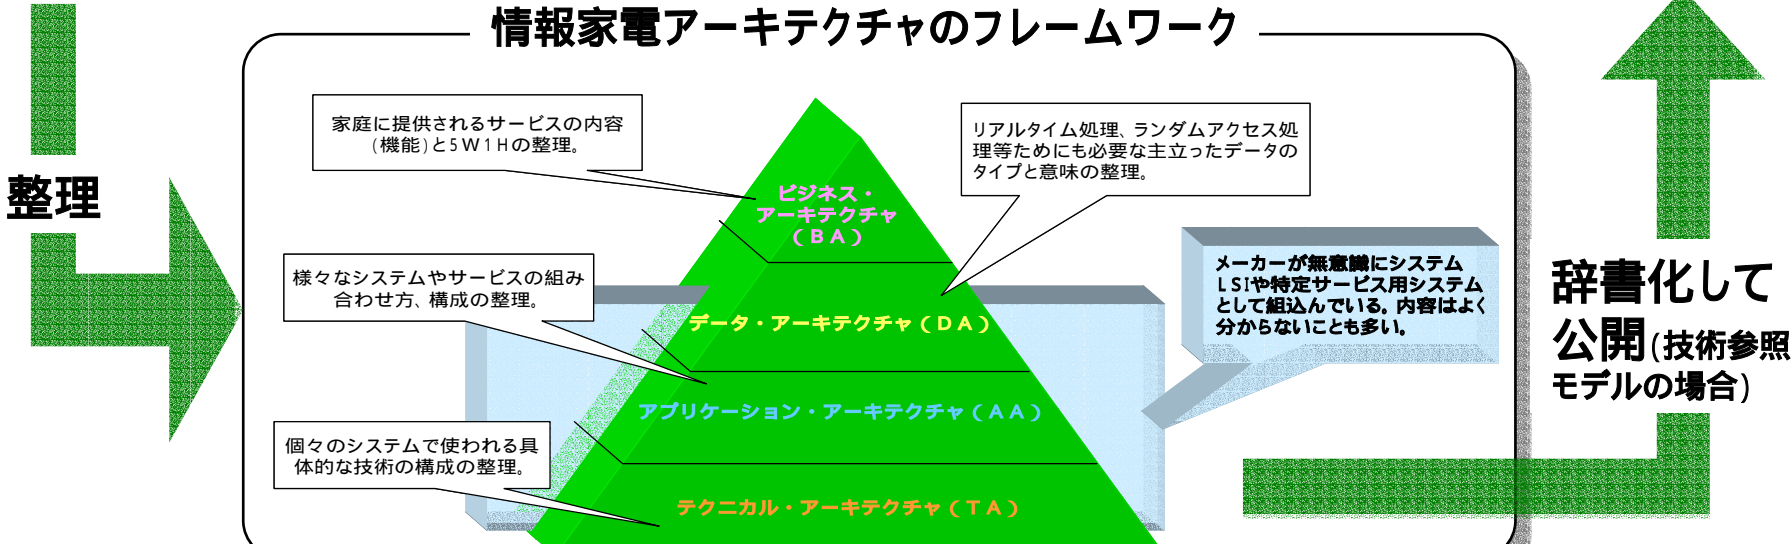 情報家電アーキテクチャのフレームワーク
整理
家庭に提供されるサービスの内容
(機能)と5W1Hの整理。
リアルタイム処理、ランダムアクセス処
理等ためにも必要な主立ったデータの
タイプと意味の整理。
ビジネス・
アーキテクチャ
(BA)
様々なシステムやサービスの組み
合わせ方、構成の整理。
データ・アーキテクチャ(DA)
メーカーが無意識にシステム
LSIや特定サービス用システム
として組込んでいる。内容はよく
分からないことも多い。
アプリケーション・アーキテクチャ(AA)
個々のシステムで使われる具
体的な技術の構成の整理。
テクニカル・アーキテクチャ(TA)
辞書化して
公開(技術参照
モデルの場合)